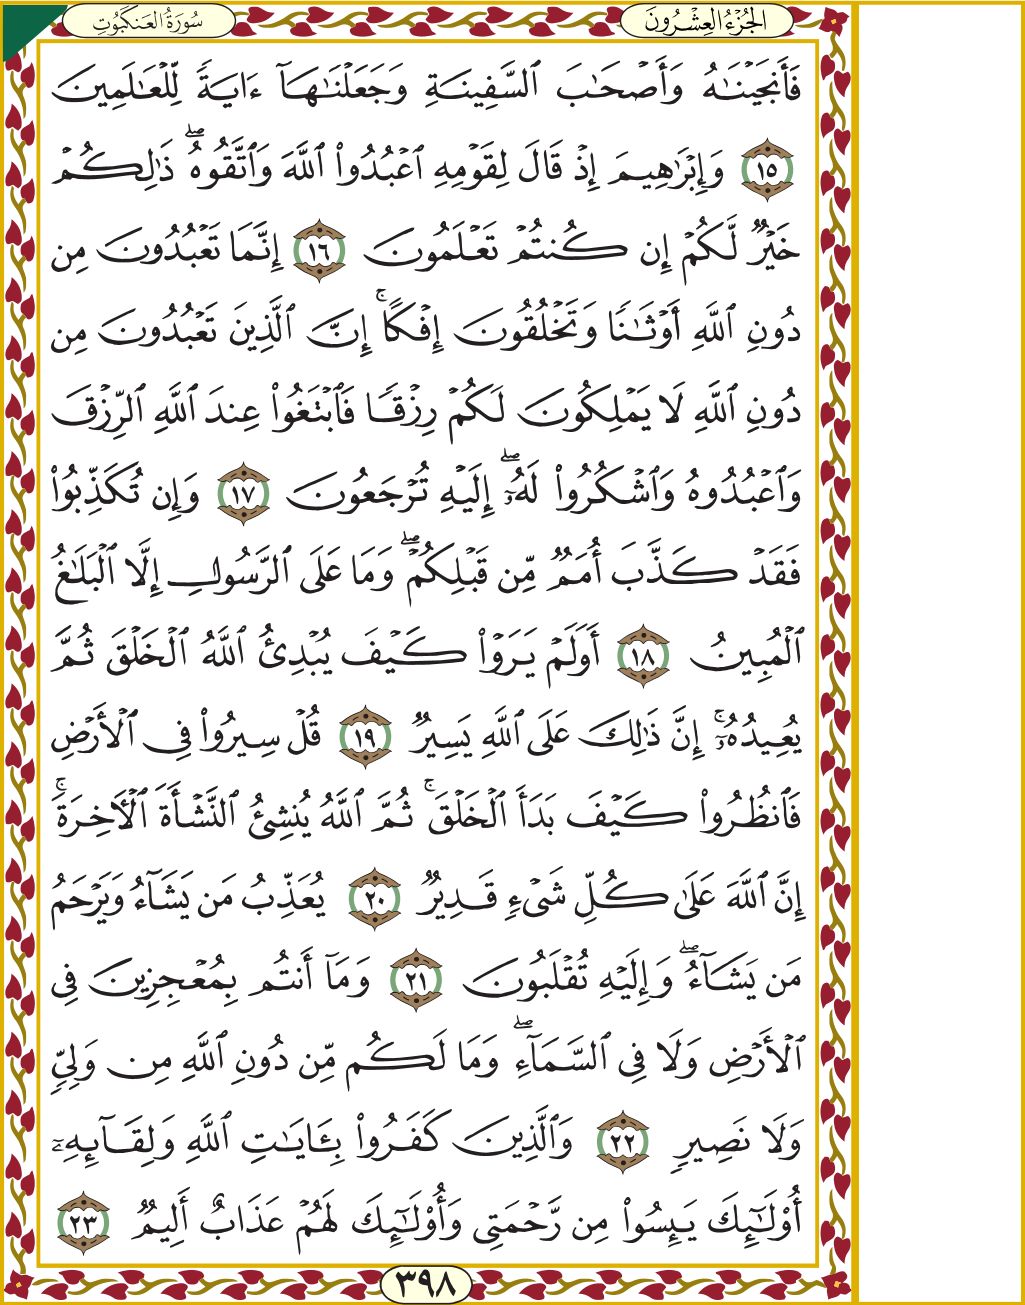 الجُزْءُ العِشْرُونَ
سُورَةُ العَنكَبُوتِ
فَأَنجَيْنَٰهُ وَأَصْحَٰبَ ٱلسَّفِينَةِ وَجَعَلْنَٰهَآ ءَايَةً لِّلْعَٰلَمِينَ
١٥ وَإِبْرَٰهِيمَ إِذْ قَالَ لِقَوْمِهِ ٱعْبُدُوا۟ ٱللَّهَ وَٱتَّقُوهُ ۖ ذَٰلِكُمْ
خَيْرٌ لَّكُمْ إِن كُنتُمْ تَعْلَمُونَ ١٦ إِنَّمَا تَعْبُدُونَ مِن
دُونِ ٱللَّهِ أَوْثَٰنًا وَتَخْلُقُونَ إِفْكًا ۚ إِنَّ ٱلَّذِينَ تَعْبُدُونَ مِن
دُونِ ٱللَّهِ لَا يَمْلِكُونَ لَكُمْ رِزْقًا فَٱبْتَغُوا۟ عِندَ ٱللَّهِ ٱلرِّزْقَ
وَٱعْبُدُوهُ وَٱشْكُرُوا۟ لَهُۥٓ ۖ إِلَيْهِ تُرْجَعُونَ ١٧ وَإِن تُكَذِّبُوا۟
فَقَدْ كَذَّبَ أُمَمٌ مِّن قَبْلِكُمْ ۖ وَمَا عَلَى ٱلرَّسُولِ إِلَّا ٱلْبَلَٰغُ
ٱلْمُبِينُ ١٨ أَوَلَمْ يَرَوْا۟ كَيْفَ يُبْدِئُ ٱللَّهُ ٱلْخَلْقَ ثُمَّ
يُعِيدُهُۥٓ ۚ إِنَّ ذَٰلِكَ عَلَى ٱللَّهِ يَسِيرٌ ١٩ قُلْ سِيرُوا۟ فِى ٱلْأَرْضِ
فَٱنظُرُوا۟ كَيْفَ بَدَأَ ٱلْخَلْقَ ۚ ثُمَّ ٱللَّهُ يُنشِئُ ٱلنَّشْأَةَ ٱلْـَٔاخِرَةَ ۚ
إِنَّ ٱللَّهَ عَلَىٰ كُلِّ شَىْءٍ قَدِيرٌ ٢٠ يُعَذِّبُ مَن يَشَآءُ وَيَرْحَمُ
مَن يَشَآءُ ۖ وَإِلَيْهِ تُقْلَبُونَ ٢١ وَمَآ أَنتُم بِمُعْجِزِينَ فِى
ٱلْأَرْضِ وَلَا فِى ٱلسَّمَآءِ ۖ وَمَا لَكُم مِّن دُونِ ٱللَّهِ مِن وَلِىٍّ
وَلَا نَصِيرٍ ٢٢ وَٱلَّذِينَ كَفَرُوا۟ بِـَٔايَٰتِ ٱللَّهِ وَلِقَآئِهِۦٓ
أُو۟لَٰٓئِكَ يَئِسُوا۟ مِن رَّحْمَتِى وَأُو۟لَٰٓئِكَ لَهُمْ عَذَابٌ أَلِيمٌ ٢٣
٣٩٨